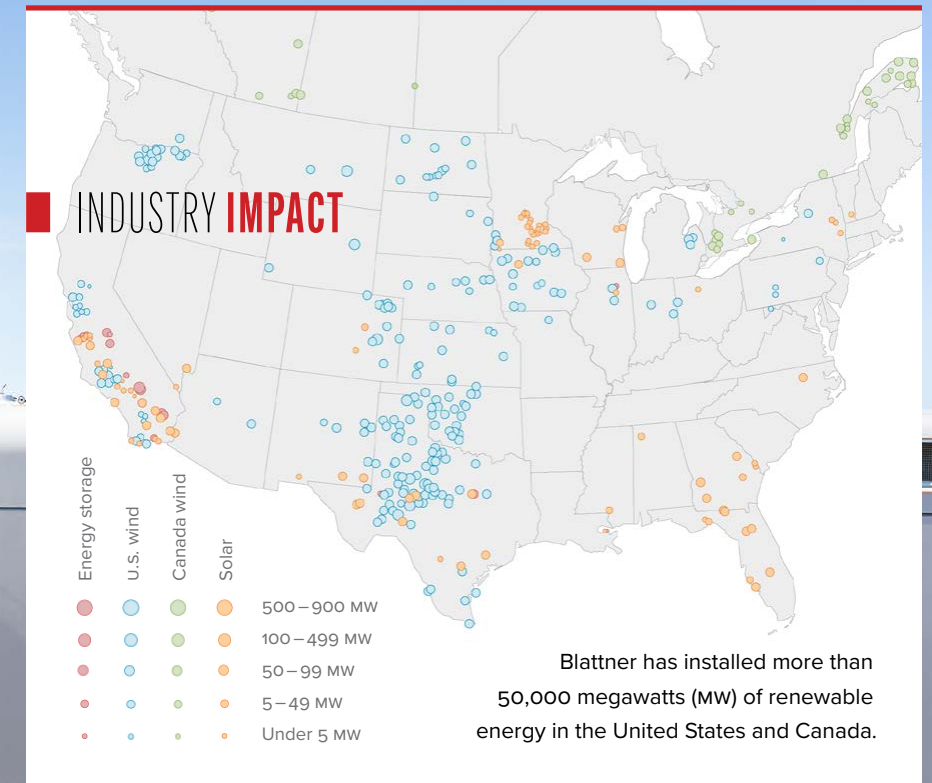 INDUSTRY IMPACT
Energy storage
U.S. wind
Canada wind
Solar
500–900 MW
100–499 MW
50–99 MW
5–49 MW
Under 5 MW
Blattner has installed more than
50,000 megawatts (MW) of renewable
energy in the United States and Canada.